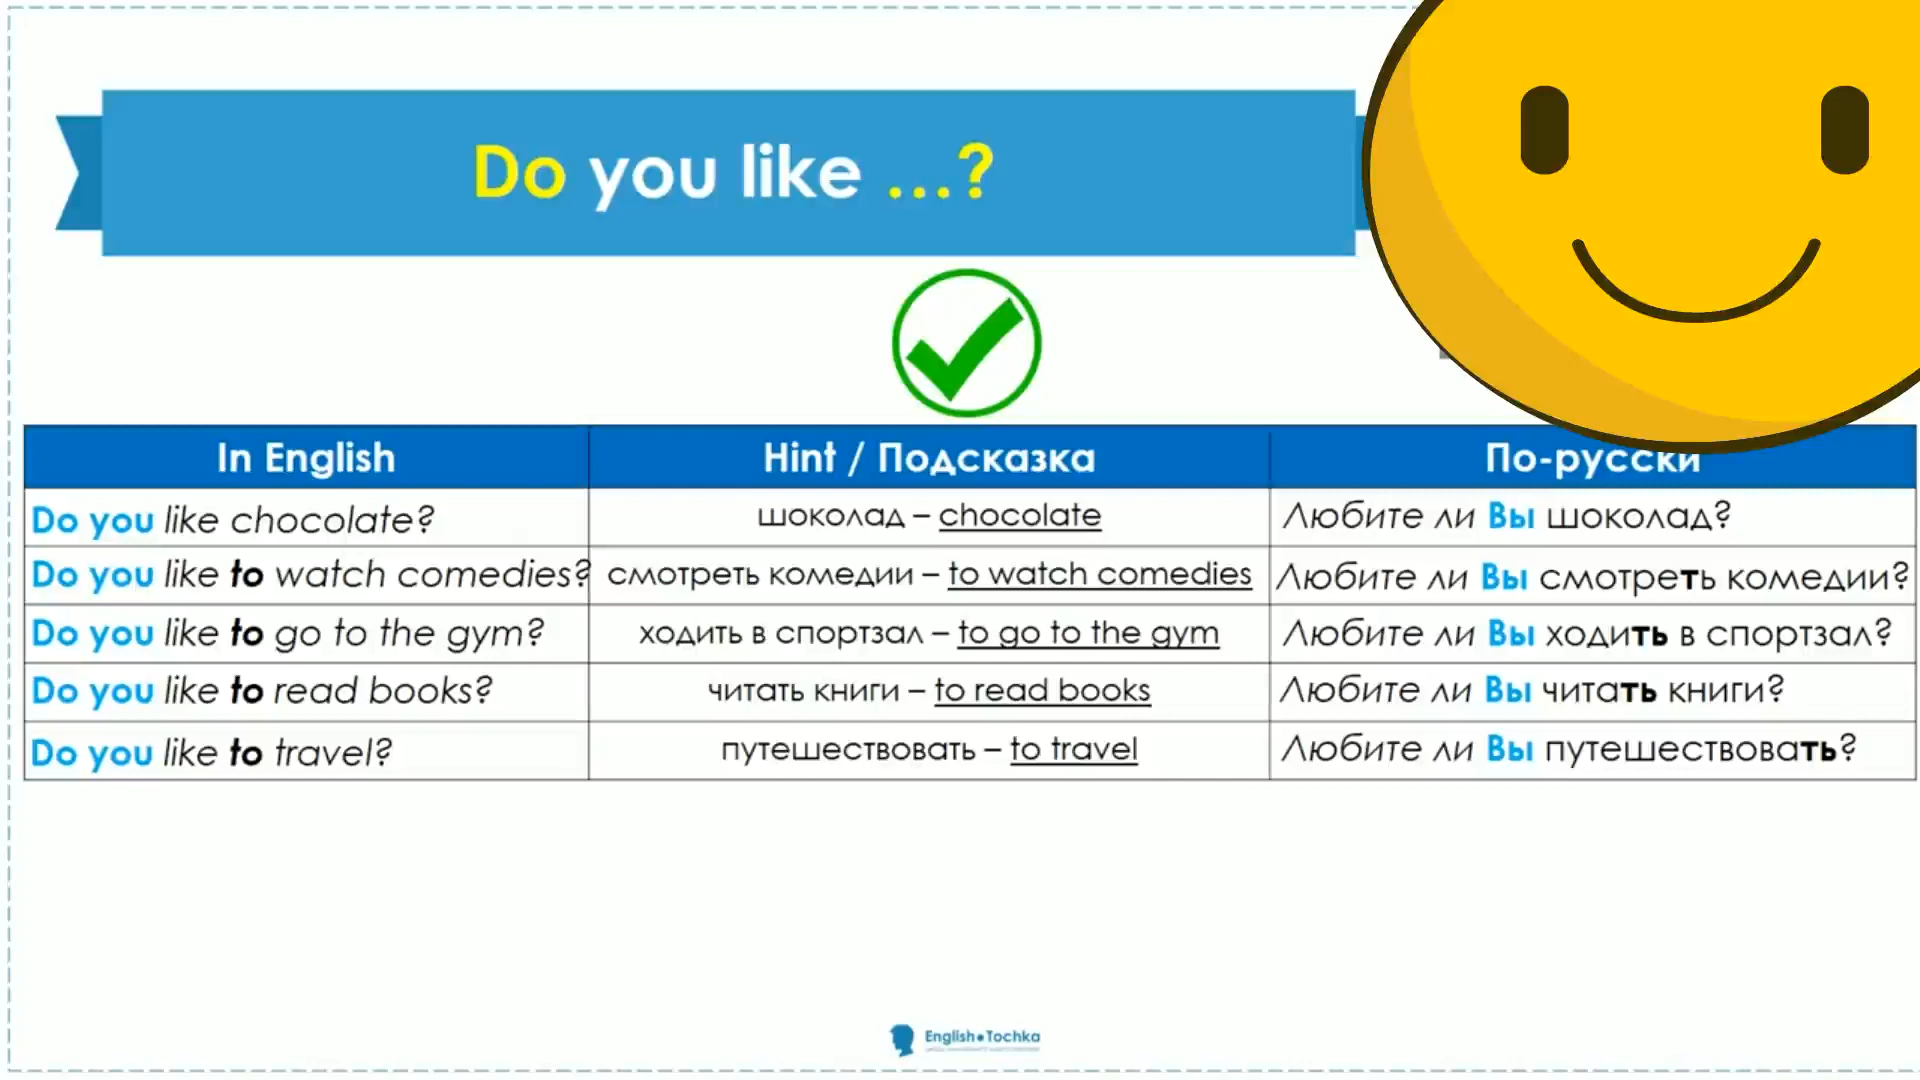 Do you like ...?
In English
Hint / Подсказка
По-русски
Do you like chocolate?
шоколад – chocolate
Любите ли Вы шоколад?
Do you like to watch comedies?
смотреть комедии – to watch comedies
Любите ли Вы смотреть комедии?
Do you like to go to the gym?
ходить в спортзал – to go to the gym
Любите ли Вы ходить в спортзал?
Do you like to read books?
читать книги – to read books
Любите ли Вы читать книги?
Do you like to travel?
путешествовать – to travel
Любите ли Вы путешествовать?
English•Tochka